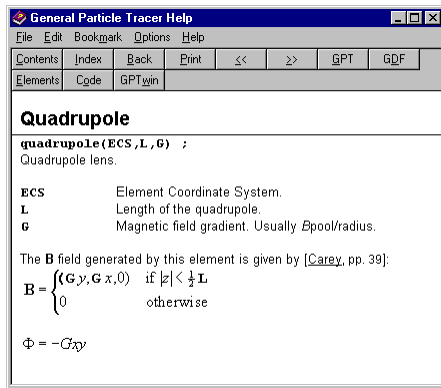 General Particle Tracer Help
File Edit Bookmark Options Help
Contents Index Back Print << >> GPT GDF
Elements Code GPTwin
Quadrupole
quadrupole(ECS,L,G) ;
Quadrupole lens.
ECS Element Coordinate System.
L Length of the quadrupole.
G Magnetic field gradient. Usually Bpool/radius.
The B field generated by this element is given by [Carey, pp. 39]:
B = { (G y, G x, 0) if |z| < ½ L
0 otherwise
Φ = −Gxy